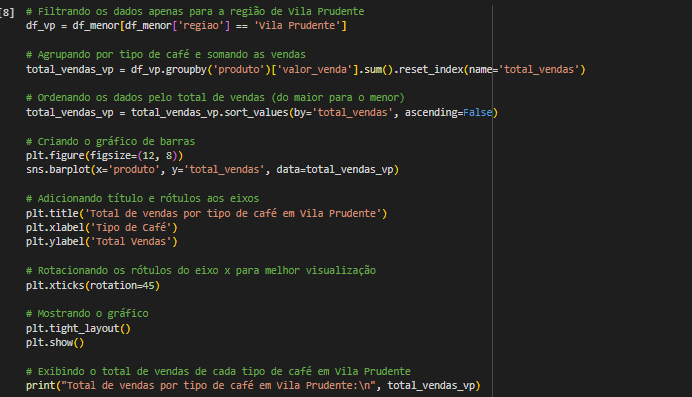 [8]
# Filtrando os dados apenas para a região de Vila Prudente
df_vp = df_menor[df_menor['regiao'] == 'Vila Prudente']

# Agrupando por tipo de café e somando as vendas
total_vendas_vp = df_vp.groupby('produto')['valor_venda'].sum().reset_index(name='total_vendas')

# Ordenando os dados pelo total de vendas (do maior para o menor)
total_vendas_vp = total_vendas_vp.sort_values(by='total_vendas', ascending=False)

# Criando o gráfico de barras
plt.figure(figsize=(12, 8))
sns.barplot(x='produto', y='total_vendas', data=total_vendas_vp)

# Adicionando título e rótulos aos eixos
plt.title('Total de vendas por tipo de café em Vila Prudente')
plt.xlabel('Tipo de Café')
plt.ylabel('Total Vendas')

# Rotacionando os rótulos do eixo x para melhor visualização
plt.xticks(rotation=45)

# Mostrando o gráfico
plt.tight_layout()
plt.show()

# Exibindo o total de vendas de cada tipo de café em Vila Prudente
print("Total de vendas por tipo de café em Vila Prudente:\n", total_vendas_vp)